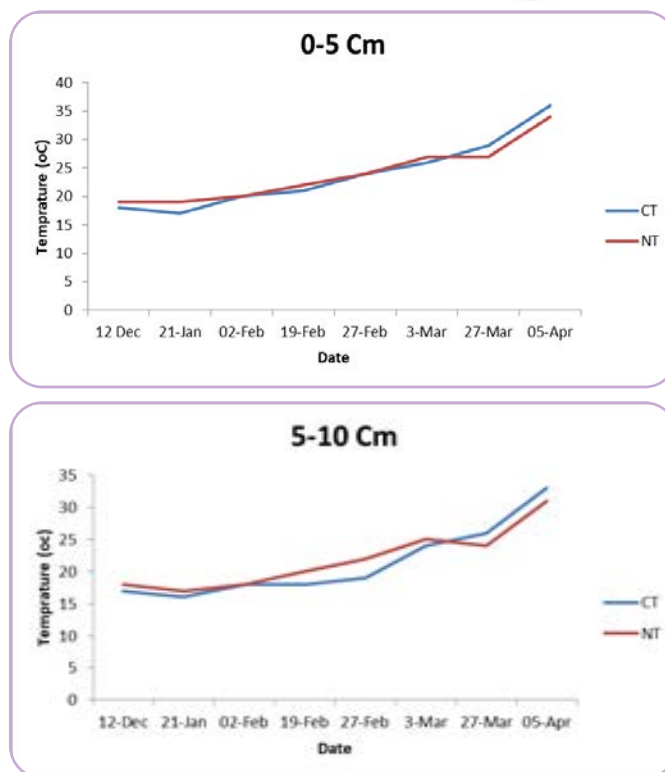 0-5 Cm
Temprature (oC)
40
35
30
25
20
15
10
5
0
12 Dec 21-Jan 02-Feb 19-Feb 27-Feb 3-Mar 27-Mar 05-Apr
Date
CT
NT
5-10 Cm
Temprature (oc)
35
30
25
20
15
10
5
0
12-Dec 21-Jan 02-Feb 19-Feb 27-Feb 3-Mar 27-Mar 05-Apr
Date
CT
NT